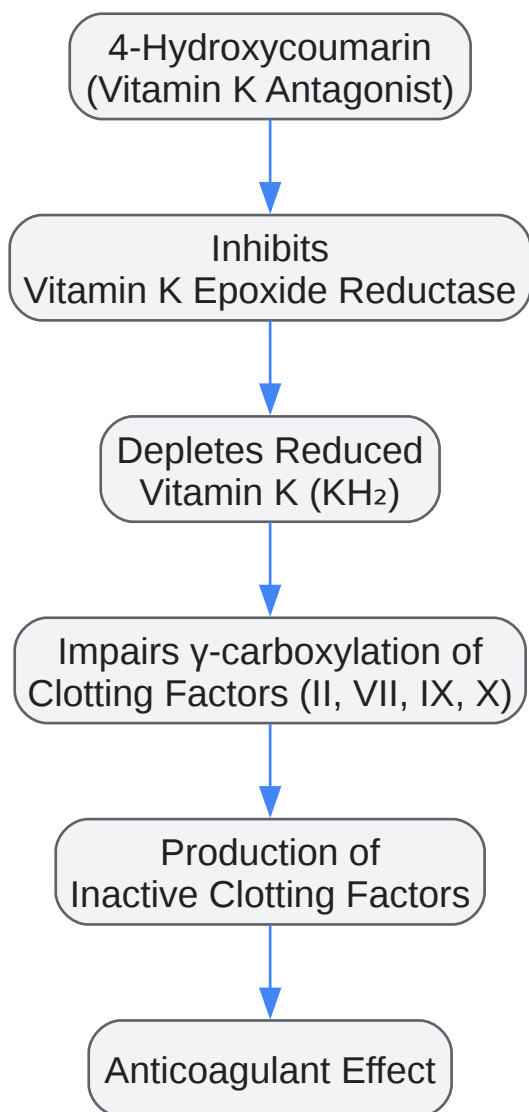 4-Hydroxycoumarin
(Vitamin K Antagonist)
Inhibits
Vitamin K Epoxide Reductase
Depletes Reduced
Vitamin K (KH₂)
Impairs γ-carboxylation of
Clotting Factors (II, VII, IX, X)
Production of
Inactive Clotting Factors
Anticoagulant Effect